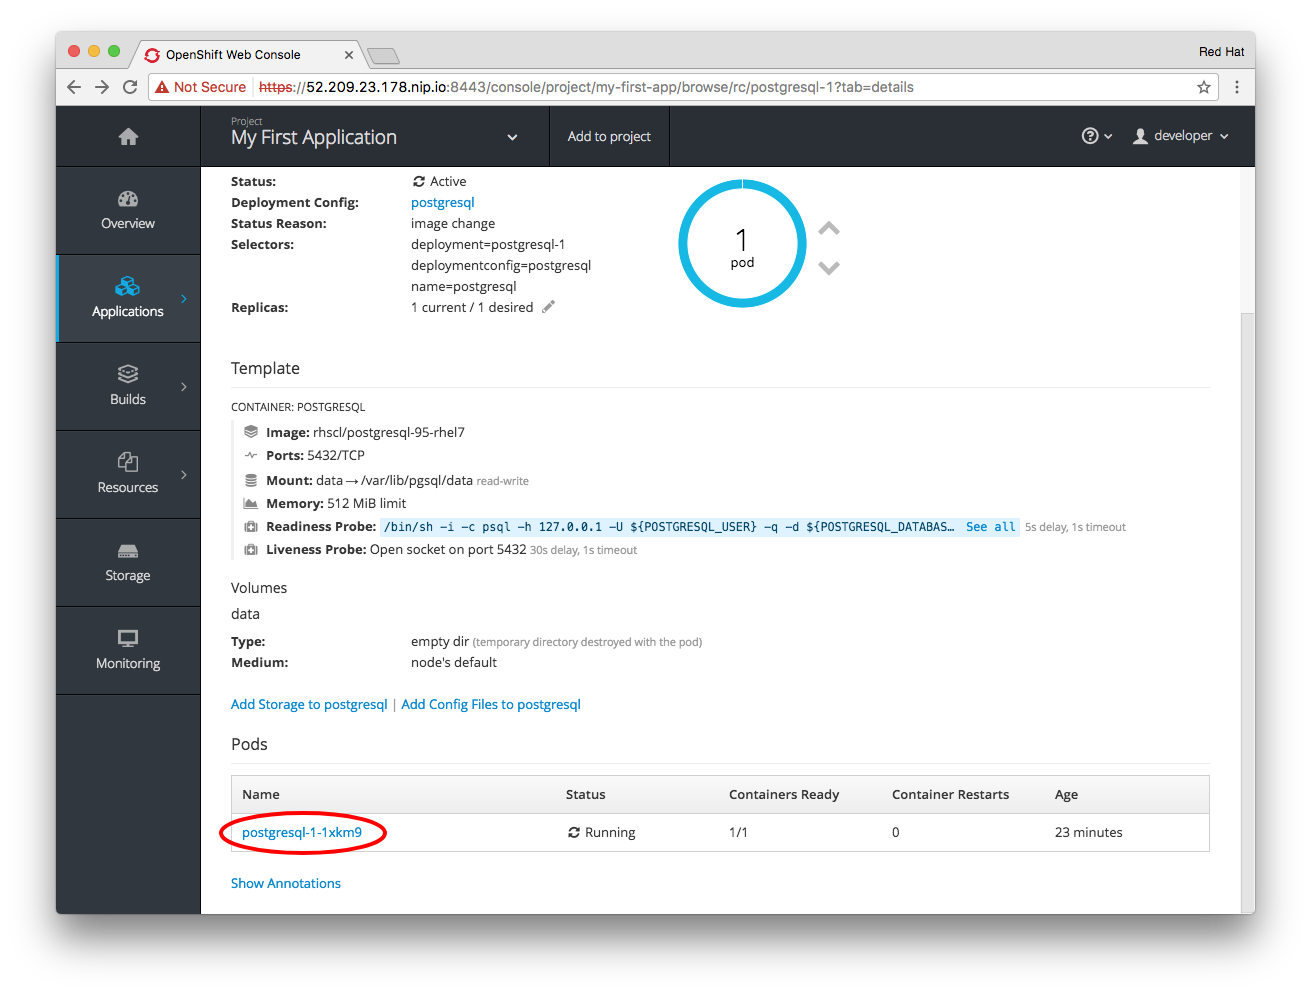 OpenShift Web Console
Red Hat
Not Secure https://52.209.23.178.nip.io:8443/console/project/my-first-app/browse/rc/postgresql-1?tab=details
Project
My First Application
Add to project
developer
Overview
Applications
Builds
Resources
Storage
Monitoring
Status: Active
Deployment Config: postgresql
Status Reason: image change
Selectors: deployment=postgresql-1
deploymentconfig=postgresql
name=postgresql
Replicas: 1 current / 1 desired
1
pod
Template
CONTAINER: POSTGRESQL
Image: rhscl/postgresql-95-rhel7
Ports: 5432/TCP
Mount: data→/var/lib/pgsql/data read-write
Memory: 512 MiB limit
Readiness Probe: /bin/sh -i -c psql -h 127.0.0.1 -U ${POSTGRESQL_USER} -q -d ${POSTGRESQL_DATABAS… See all 5s delay, 1s timeout
Liveness Probe: Open socket on port 5432 30s delay, 1s timeout
Volumes
data
Type: empty dir (temporary directory destroyed with the pod)
Medium: node's default
Add Storage to postgresql | Add Config Files to postgresql
Pods
Name Status Containers Ready Container Restarts Age
postgresql-1-1xkm9 Running 1/1 0 23 minutes
Show Annotations